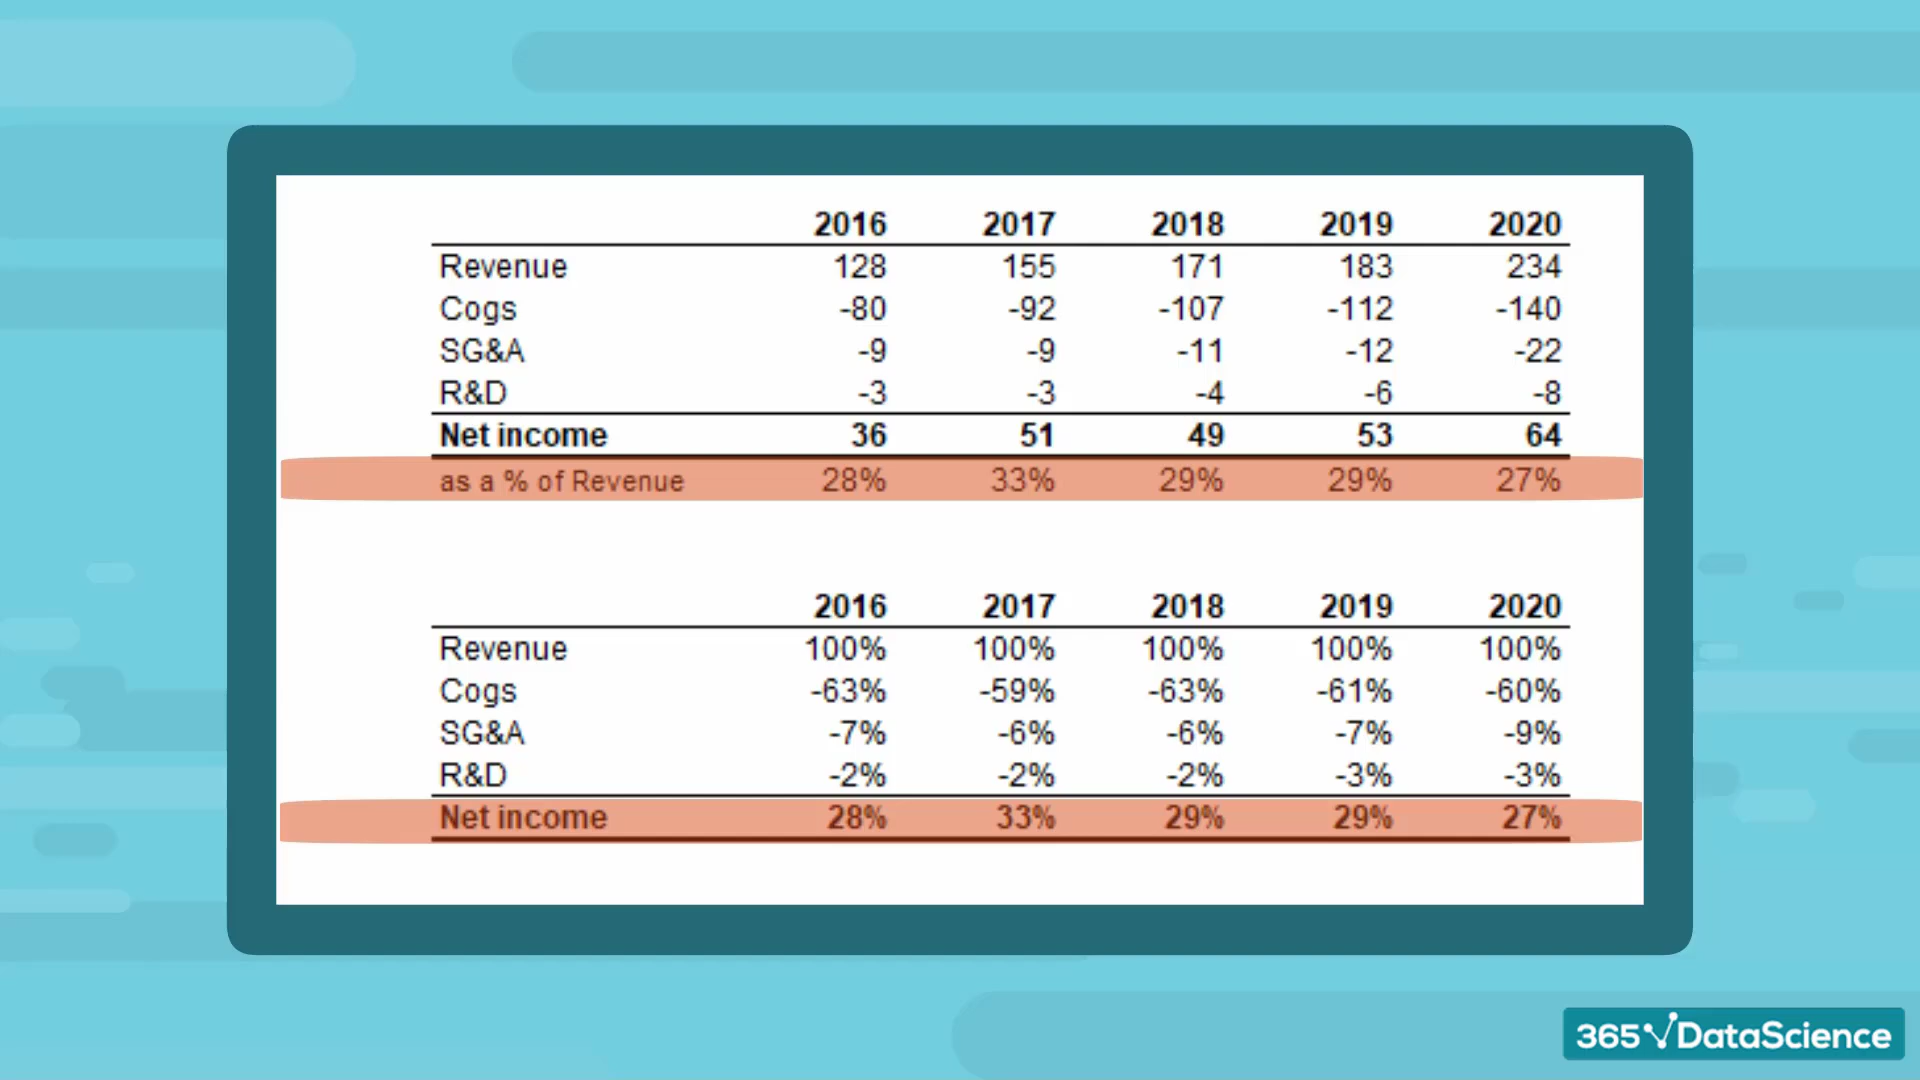 2016 2017 2018 2019 2020
Revenue 128 155 171 183 234
Cogs -80 -92 -107 -112 -140
SG&A -9 -9 -11 -12 -22
R&D -3 -3 -4 -6 -8
Net income 36 51 49 53 64
as a % of Revenue 28% 33% 29% 29% 27%
2016 2017 2018 2019 2020
Revenue 100% 100% 100% 100% 100%
Cogs -63% -59% -63% -61% -60%
SG&A -7% -6% -6% -7% -9%
R&D -2% -2% -2% -3% -3%
Net income 28% 33% 29% 29% 27%
365 DataScience